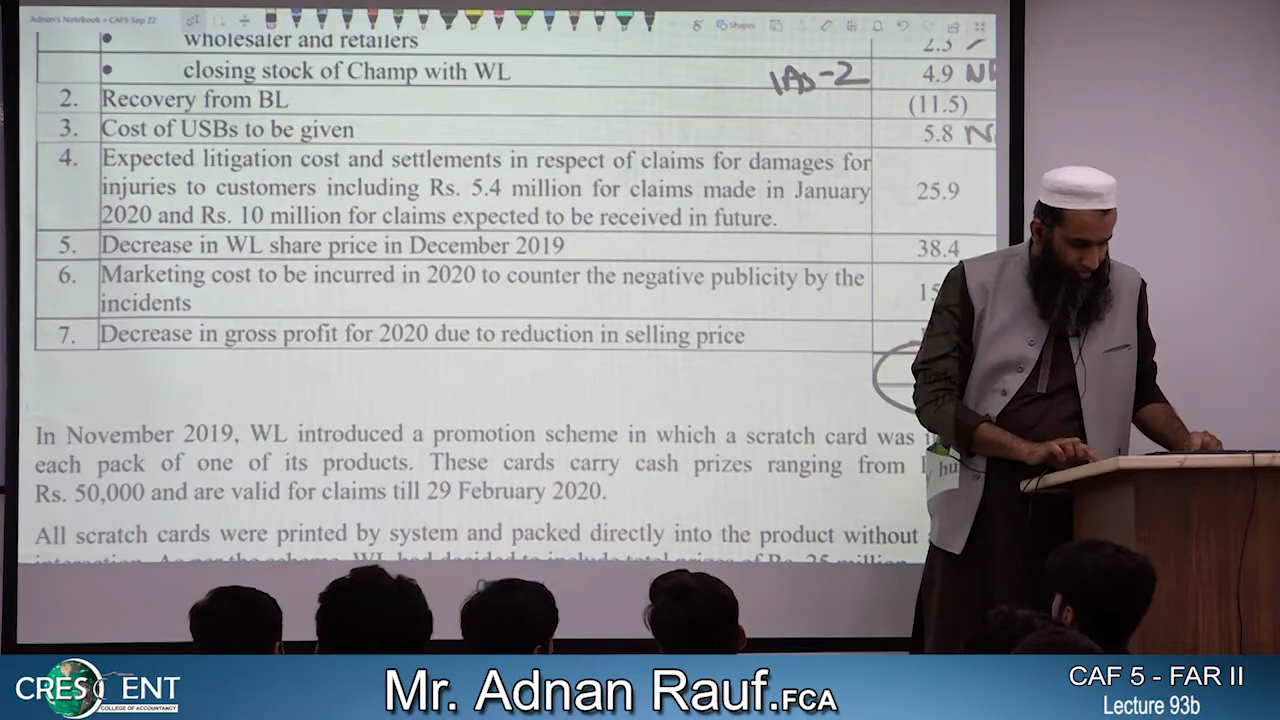 Adnan's Notebook » CAF5 Sep 22
Shapes
wholesaler and retailers 2.3
closing stock of Champ with WL IAS-2 4.9
2. Recovery from BL (11.5)
3. Cost of USBs to be given 5.8
4. Expected litigation cost and settlements in respect of claims for damages for
injuries to customers including Rs. 5.4 million for claims made in January 25.9
2020 and Rs. 10 million for claims expected to be received in future.
5. Decrease in WL share price in December 2019 38.4
6. Marketing cost to be incurred in 2020 to counter the negative publicity by the
incidents
7. Decrease in gross profit for 2020 due to reduction in selling price
In November 2019, WL introduced a promotion scheme in which a scratch card was
each pack of one of its products. These cards carry cash prizes ranging from
Rs. 50,000 and are valid for claims till 29 February 2020.
All scratch cards were printed by system and packed directly into the product without
CRESCENT
COLLEGE OF ACCOUNTANCY
Mr. Adnan Rauf.FCA
CAF 5 - FAR II
Lecture 93b